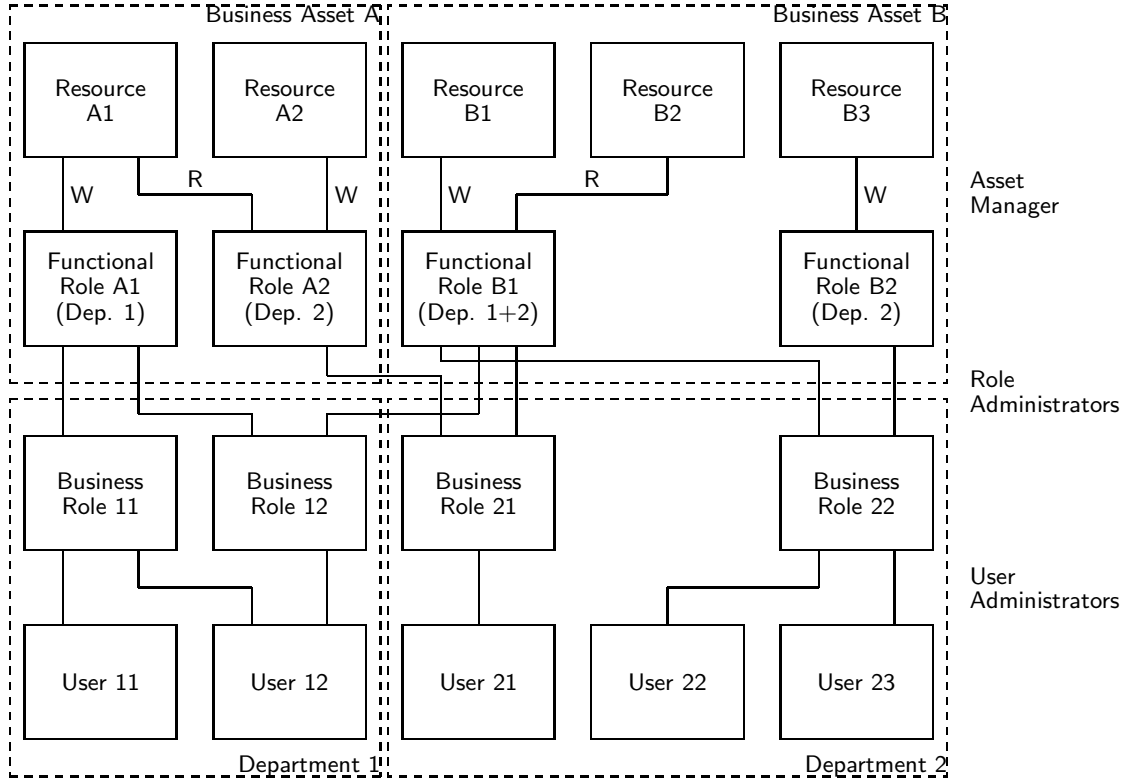 Business Asset A
Business Asset B
Resource
A1
Resource
A2
Resource
B1
Resource
B2
Resource
B3
W
R
W
W
R
W
Asset
Manager
Functional
Role A1
(Dep. 1)
Functional
Role A2
(Dep. 2)
Functional
Role B1
(Dep. 1+2)
Functional
Role B2
(Dep. 2)
Role
Administrators
Business
Role 11
Business
Role 12
Business
Role 21
Business
Role 22
User
Administrators
User 11
User 12
User 21
User 22
User 23
Department 1
Department 2